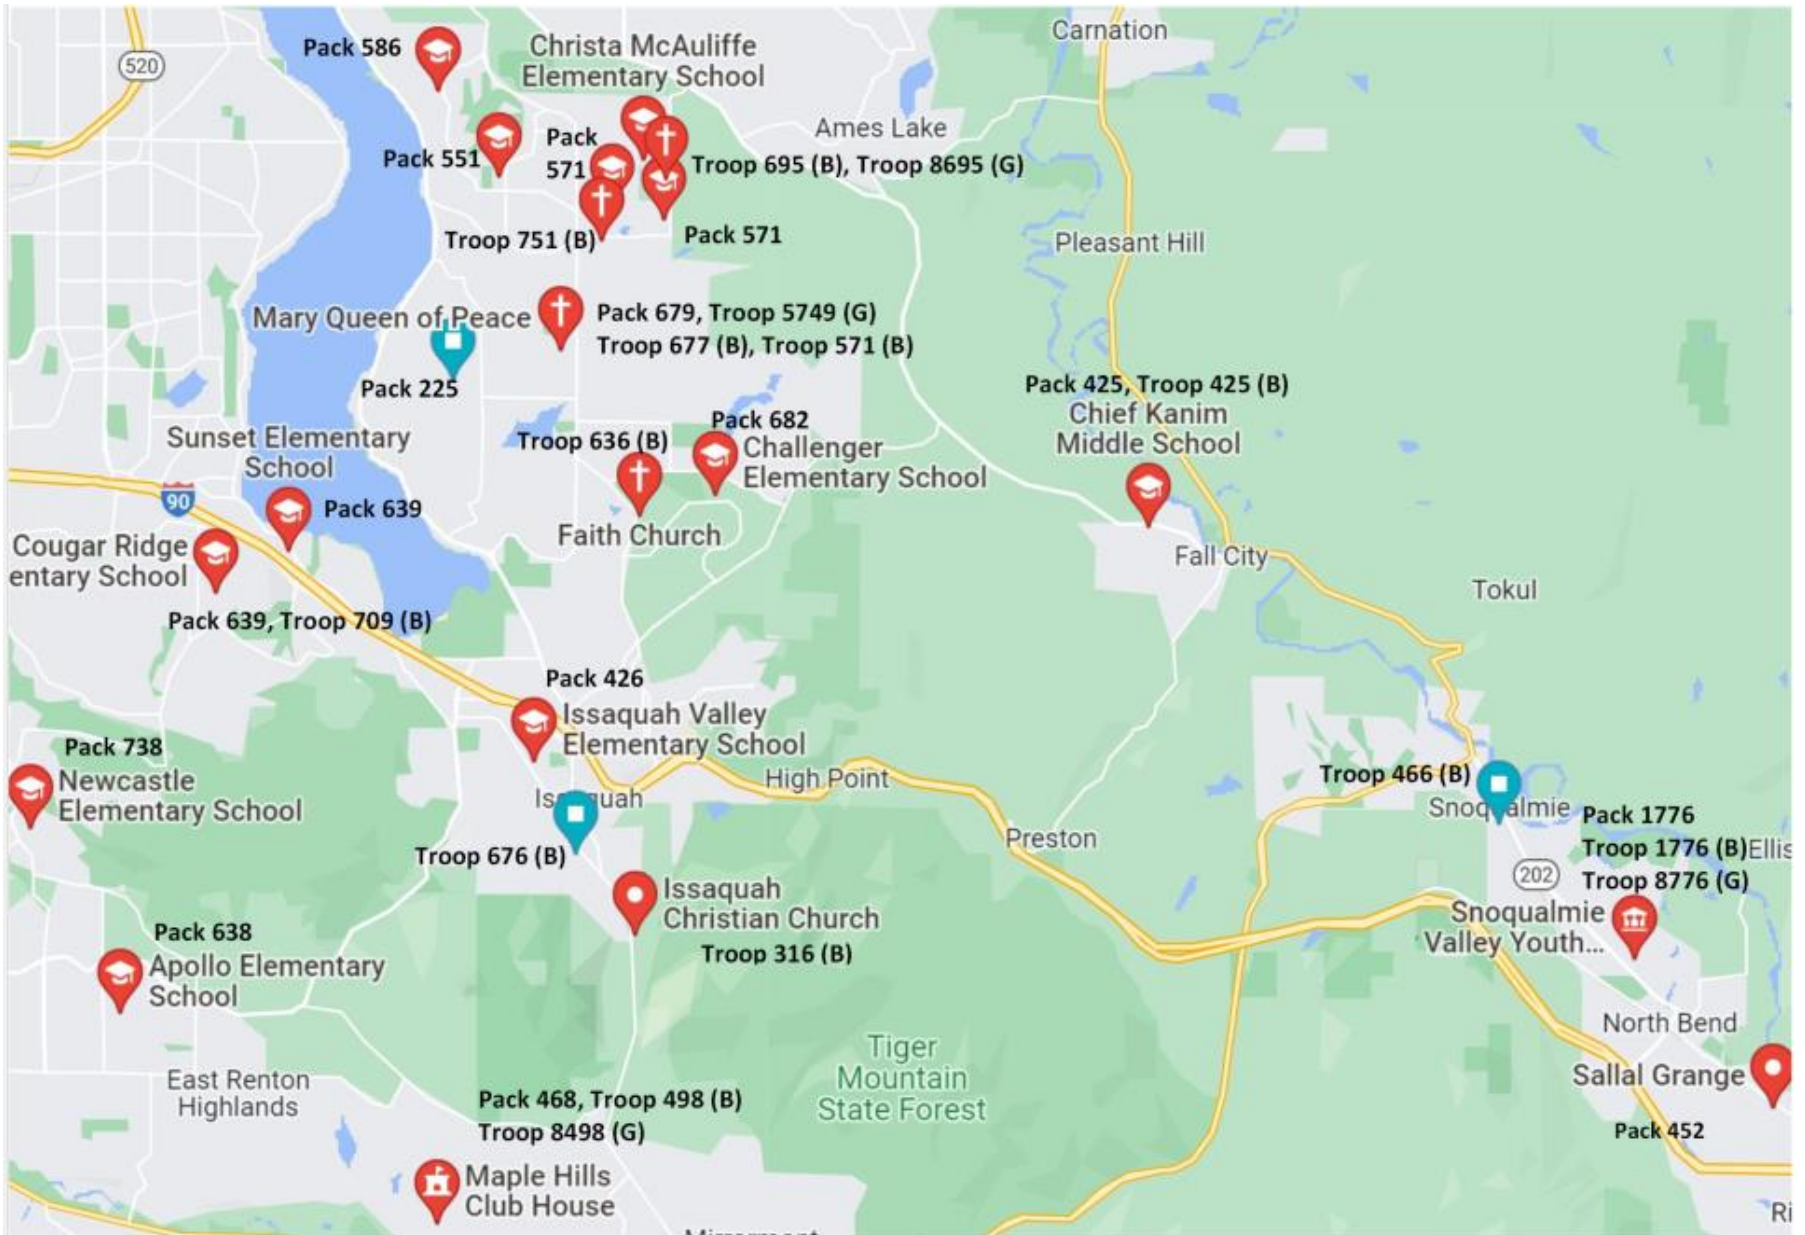 Carnation
Pack 586
Christa McAuliffe
Elementary School
520
Ames Lake
Pack
571
Pack 551
Troop 695 (B), Troop 8695 (G)
Troop 751 (B)
Pack 571
Pleasant Hill
Mary Queen of Peace
Pack 679, Troop 5749 (G)
Troop 677 (B), Troop 571 (B)
Pack 225
Pack 425, Troop 425 (B)
Chief Kanim
Middle School
Sunset Elementary
School
Troop 636 (B)
Pack 682
Challenger
Elementary School
90
Pack 639
Faith Church
Cougar Ridge
entary School
Fall City
Tokul
Pack 639, Troop 709 (B)
Pack 426
Issaquah Valley
Elementary School
Pack 738
Newcastle
Elementary School
High Point
Issaquah
Troop 466 (B)
Snoqualmie
Pack 1776
Troop 1776 (B)
Troop 8776 (G)
Ellis
Preston
Troop 676 (B)
202
Issaquah
Christian Church
Troop 316 (B)
Snoqualmie
Valley Youth...
Pack 638
Apollo Elementary
School
North Bend
Tiger
Mountain
State Forest
Sallal Grange
East Renton
Highlands
Pack 468, Troop 498 (B)
Troop 8498 (G)
Pack 452
Maple Hills
Club House
Ri